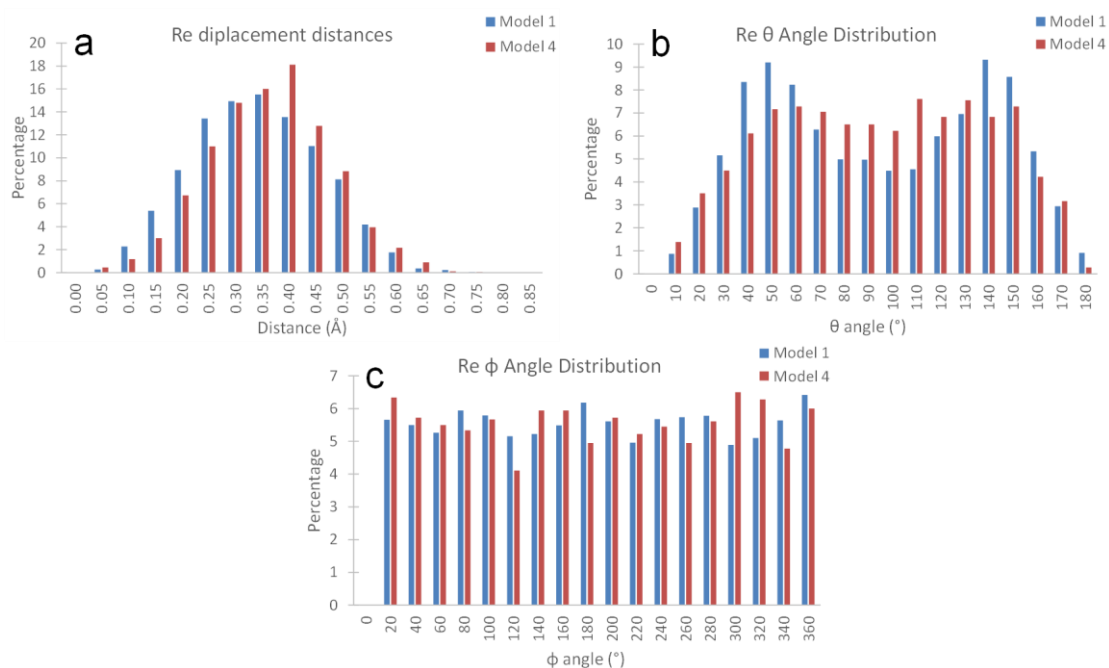 a
Re diplacement distances
Model 1
Model 4
Percentage
20
18
16
14
12
10
8
6
4
2
0
0.00 0.05 0.10 0.15 0.20 0.25 0.30 0.35 0.40 0.45 0.50 0.55 0.60 0.65 0.70 0.75 0.80 0.85
Distance (Å)
b
Re θ Angle Distribution
Model 1
Model 4
Percentage
10
9
8
7
6
5
4
3
2
1
0
0 10 20 30 40 50 60 70 80 90 100 110 120 130 140 150 160 170 180
θ angle (°)
c
Re ϕ Angle Distribution
Model 1
Model 4
Percentage
7
6
5
4
3
2
1
0
0 20 40 60 80 100 120 140 160 180 200 220 240 260 280 300 320 340 360
ϕ angle (°)